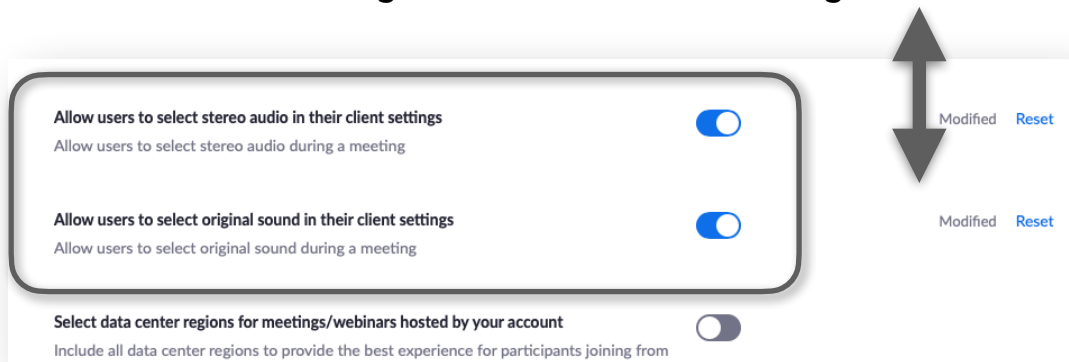 Allow users to select stereo audio in their client settings
Modified Reset
Allow users to select stereo audio during a meeting
Allow users to select original sound in their client settings
Modified Reset
Allow users to select original sound during a meeting
Select data center regions for meetings/webinars hosted by your account
Include all data center regions to provide the best experience for participants joining from